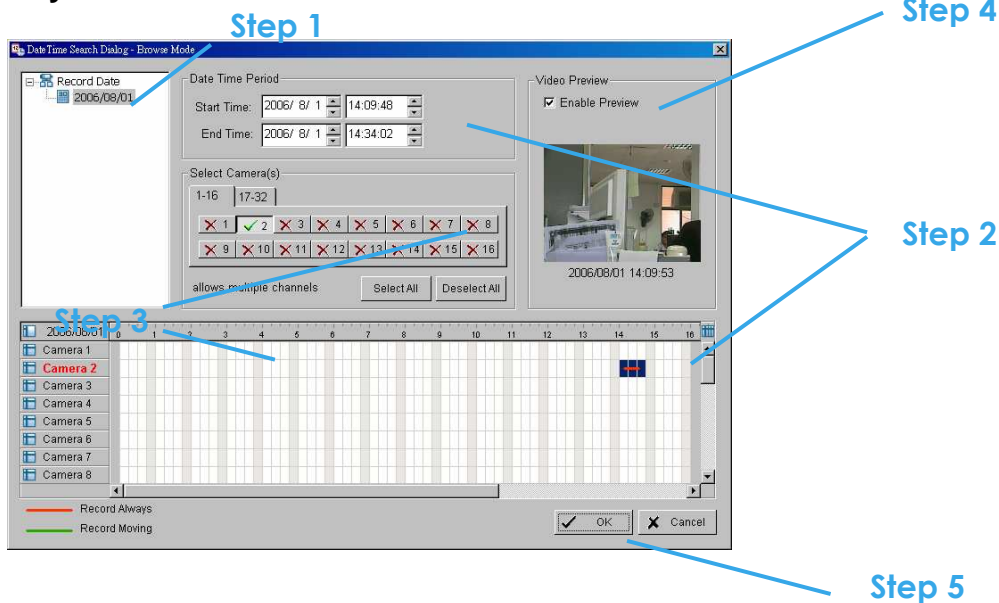 Step 4
Step 1
DateTime Search Dialog - Browse Mode
Record Date
2006/08/01
Date Time Period
Start Time: 2006/ 8/ 1 14:09:48
End Time: 2006/ 8/ 1 14:34:02
Video Preview
Enable Preview
2006/08/01 14:09:53
Select Camera(s)
1-16 17-32
1 2 3 4 5 6 7 8
9 10 11 12 13 14 15 16
allows multiple channels Select All Deselect All
Step 2
Step 3
2006/08/01 0 1 2 3 4 5 6 7 8 9 10 11 12 13 14 15 16
Camera 1
Camera 2
Camera 3
Camera 4
Camera 5
Camera 6
Camera 7
Camera 8
Record Always
Record Moving
OK Cancel
Step 5